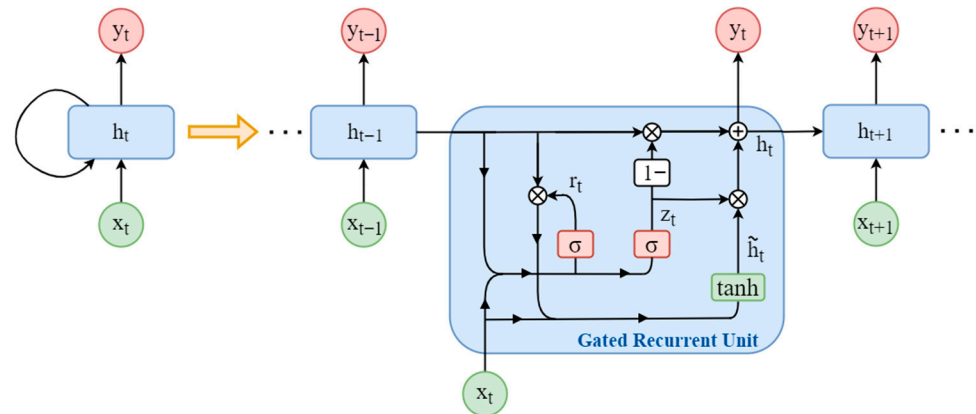 yₜ yₜ₋₁ yₜ yₜ₊₁
hₜ ... hₜ₋₁ hₜ hₜ₊₁ ...
1−
rₜ
zₜ
xₜ xₜ₋₁ xₜ₊₁
σ σ h̃ₜ
tanh
Gated Recurrent Unit
xₜ